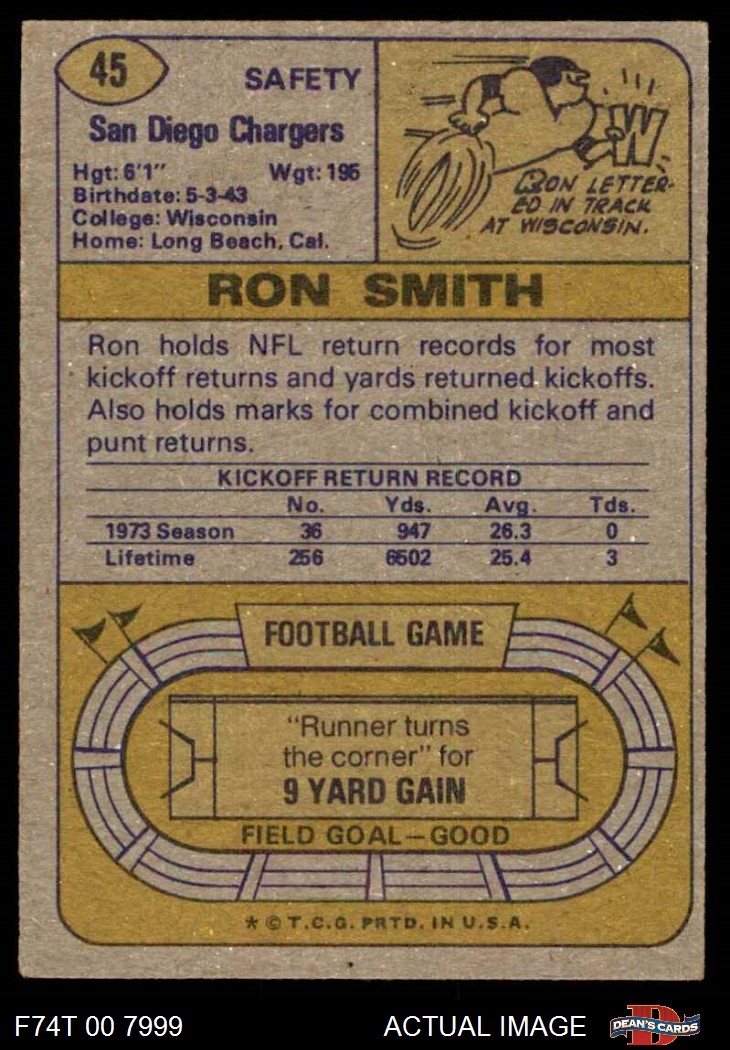 45
SAFETY
San Diego Chargers
Hgt: 6'1" Wgt: 195
Birthdate: 5-3-43
College: Wisconsin
Home: Long Beach, Cal.
W
RON LETTER-
ED IN TRACK
AT WISCONSIN.
RON SMITH
Ron holds NFL return records for most
kickoff returns and yards returned kickoffs.
Also holds marks for combined kickoff and
punt returns.
KICKOFF RETURN RECORD
No. Yds. Avg. Tds.
1973 Season 36 947 26.3 0
Lifetime 256 6502 25.4 3
FOOTBALL GAME
"Runner turns
the corner" for
9 YARD GAIN
FIELD GOAL—GOOD
* © T.C.G. PRTD. IN U.S.A.
F74T 00 7999 ACTUAL IMAGE D DEAN'S CARDS